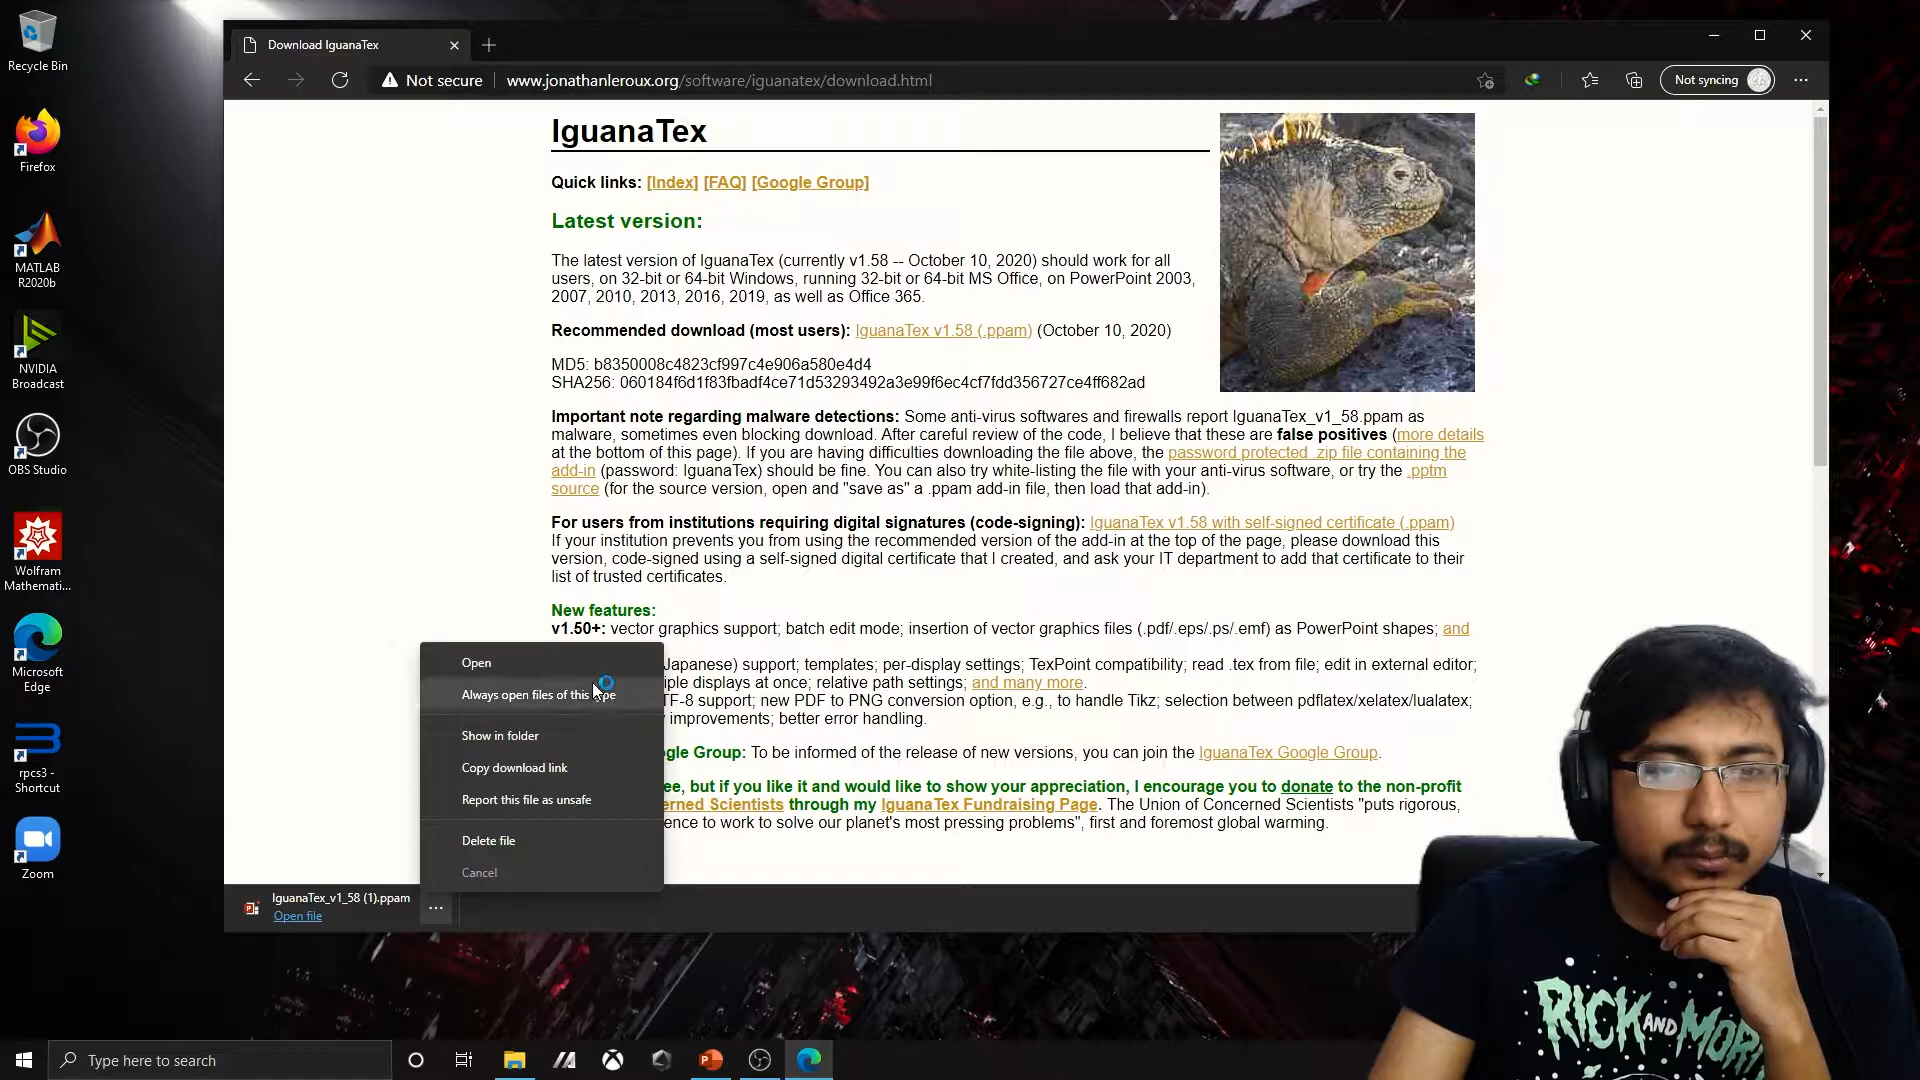 Recycle Bin
Firefox
MATLAB
R2020b
NVIDIA
Broadcast
OBS Studio
Wolfram
Mathemati...
Microsoft
Edge
rpcs3 -
Shortcut
Zoom
Download IguanaTex
Not secure
www.jonathanleroux.org/software/iguanatex/download.html
Not syncing
IguanaTex
Quick links: [Index] [FAQ] [Google Group]
Latest version:
The latest version of IguanaTex (currently v1.58 -- October 10, 2020) should work for all
users, on 32-bit or 64-bit Windows, running 32-bit or 64-bit MS Office, on PowerPoint 2003,
2007, 2010, 2013, 2016, 2019, as well as Office 365.
Recommended download (most users): IguanaTex v1.58 (.ppam) (October 10, 2020)
MD5: b8350008c4823cf997c4e906a580e4d4
SHA256: 060184f6d1f83fbadf4ce71d53293492a3e99f6ec4cf7fdd356727ce4ff682ad
Important note regarding malware detections: Some anti-virus softwares and firewalls report IguanaTex_v1_58.ppam as
malware, sometimes even blocking download. After careful review of the code, I believe that these are false positives (more details
at the bottom of this page). If you are having difficulties downloading the file above, the password protected .zip file containing the
add-in (password: IguanaTex) should be fine. You can also try white-listing the file with your anti-virus software, or try the .pptm
source (for the source version, open and "save as" a .ppam add-in file, then load that add-in).
For users from institutions requiring digital signatures (code-signing): IguanaTex v1.58 with self-signed certificate (.ppam)
If your institution prevents you from using the recommended version of the add-in at the top of the page, please download this
version, code-signed using a self-signed digital certificate that I created, and ask your IT department to add that certificate to their
list of trusted certificates.
New features:
v1.50+: vector graphics support; batch edit mode; insertion of vector graphics files (.pdf/.eps/.ps/.emf) as PowerPoint shapes; and
Japanese) support; templates; per-display settings; TexPoint compatibility; read .tex from file; edit in external editor;
iple displays at once; relative path settings; and many more.
TF-8 support; new PDF to PNG conversion option, e.g., to handle Tikz; selection between pdflatex/xelatex/lualatex;
improvements; better error handling.
gle Group: To be informed of the release of new versions, you can join the IguanaTex Google Group.
ee, but if you like it and would like to show your appreciation, I encourage you to donate to the non-profit
erned Scientists through my IguanaTex Fundraising Page. The Union of Concerned Scientists "puts rigorous,
ence to work to solve our planet's most pressing problems", first and foremost global warming.
Open
Always open files of this type
Show in folder
Copy download link
Report this file as unsafe
Delete file
Cancel
IguanaTex_v1_58 (1).ppam
Open file
Type here to search
RICK AND MOR